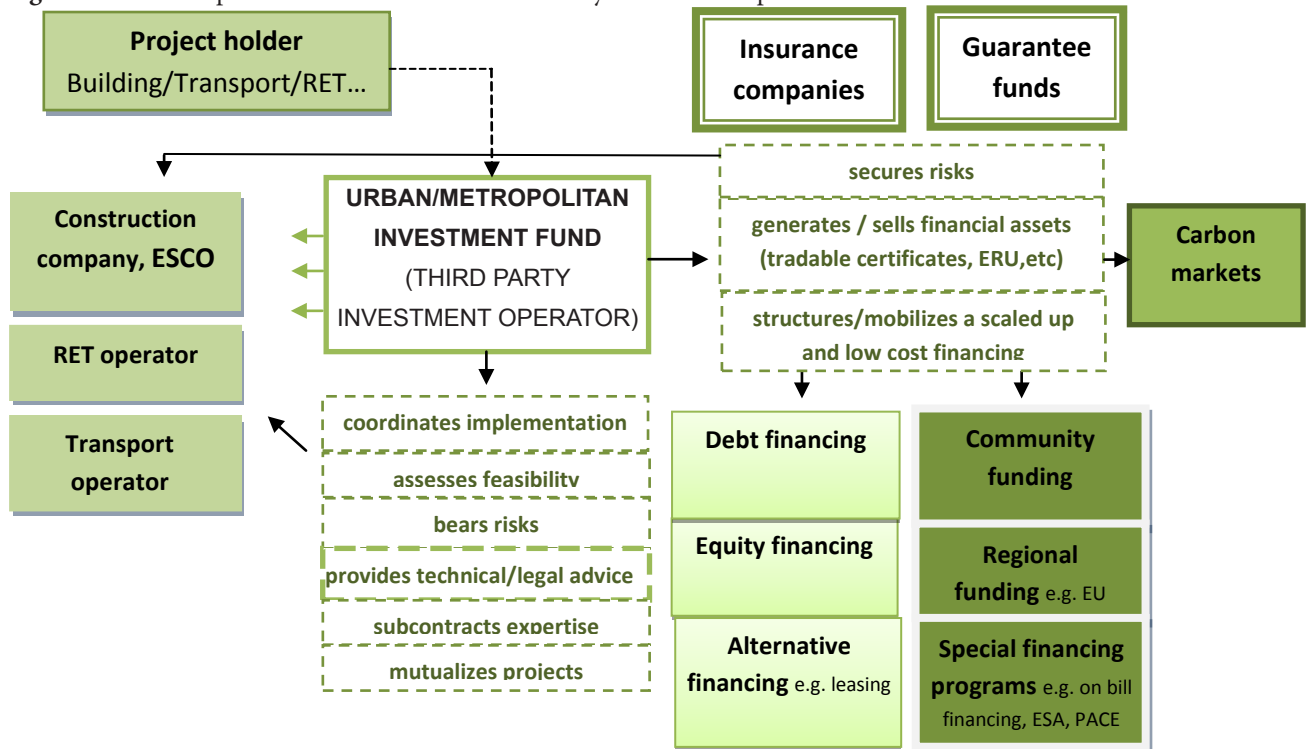 Project holder
Building/Transport/RET...
Insurance
companies
Guarantee
funds
Construction
company, ESCO
RET operator
Transport
operator
URBAN/METROPOLITAN
INVESTMENT FUND
(THIRD PARTY
INVESTMENT OPERATOR)
secures risks
generates / sells financial assets
(tradable certificates, ERU,etc)
structures/mobilizes a scaled up
and low cost financing
Carbon
markets
coordinates implementation
assesses feasibility
bears risks
provides technical/legal advice
subcontracts expertise
mutualizes projects
Debt financing
Equity financing
Alternative
financing e.g. leasing
Community
funding
Regional
funding e.g. EU
Special financing
programs e.g. on bill
financing, ESA, PACE